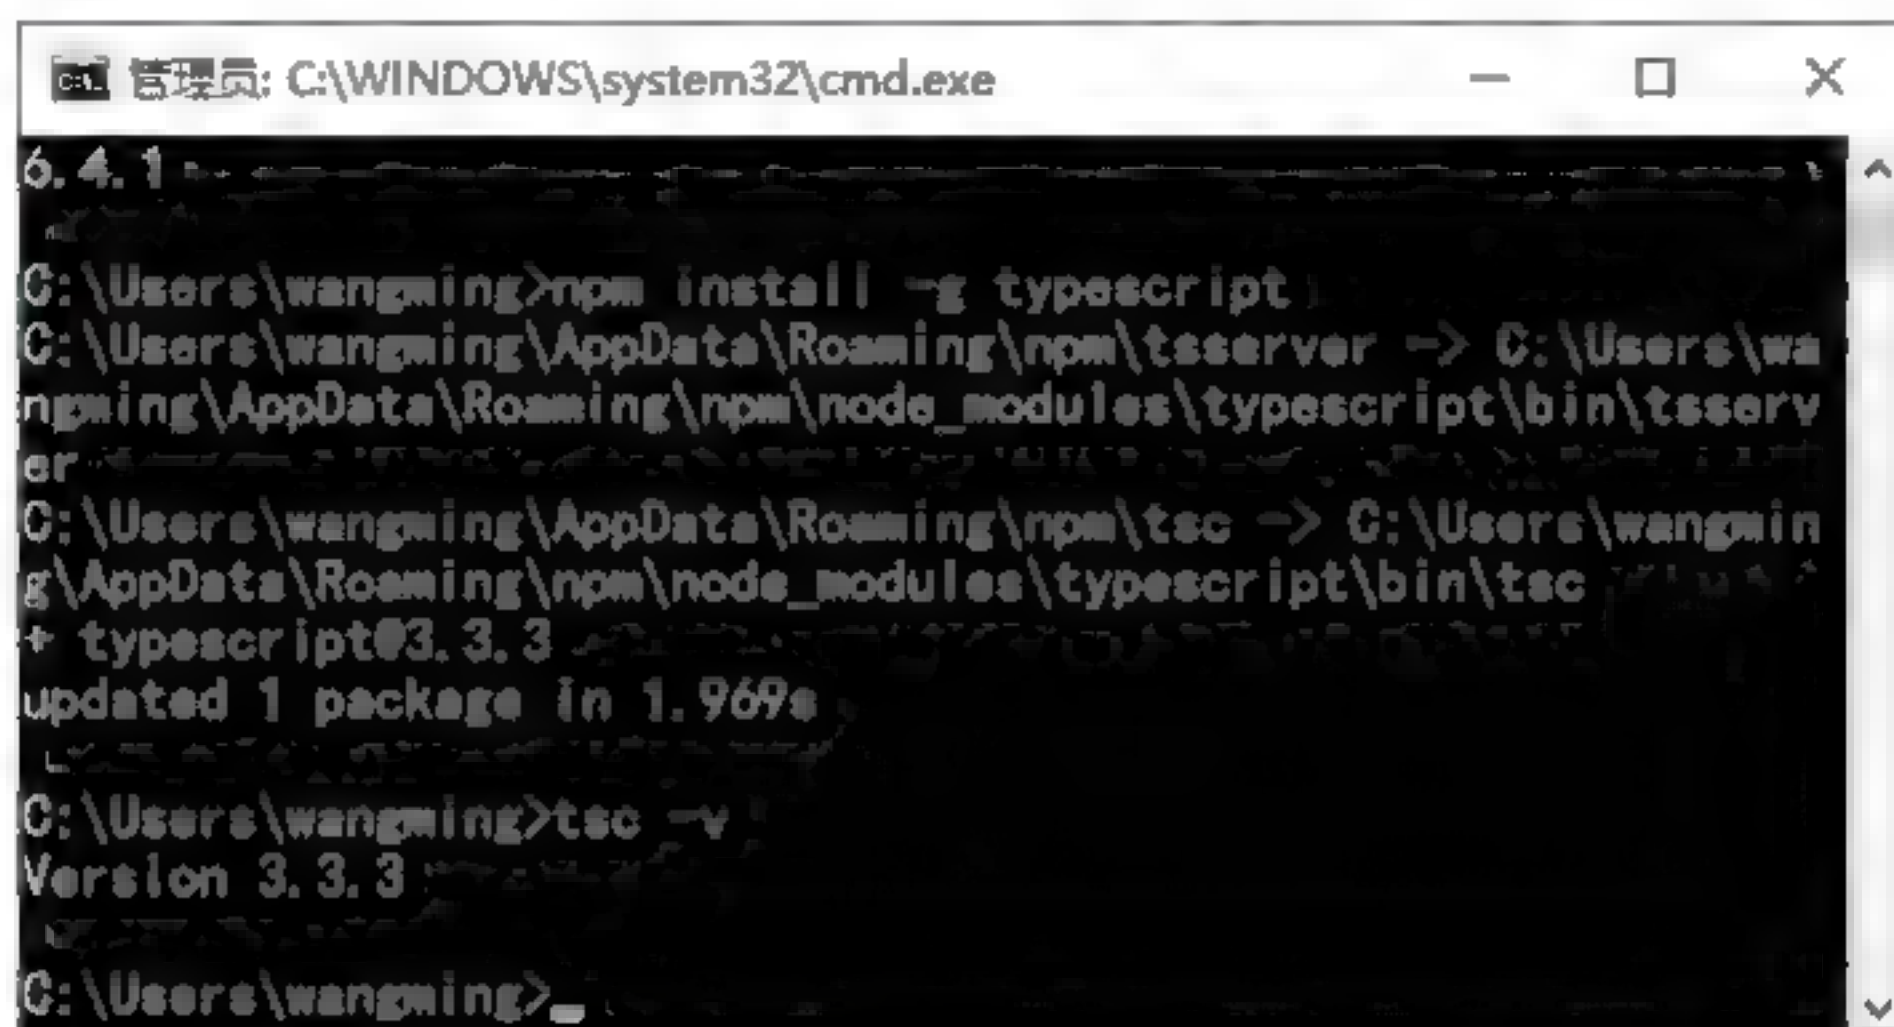 管理员: C:\WINDOWS\system32\cmd.exe
6.4.1
C:\Users\wangming>npm install -g typescript
C:\Users\wangming\AppData\Roaming\npm\tsserver -> C:\Users\wa
ngming\AppData\Roaming\npm\node_modules\typescript\bin\tsserv
er
C:\Users\wangming\AppData\Roaming\npm\tsc -> C:\Users\wangmin
g\AppData\Roaming\npm\node_modules\typescript\bin\tsc
+ typescript@3.3.3
updated 1 package in 1.969s
C:\Users\wangming>tsc -v
Version 3.3.3
C:\Users\wangming>_